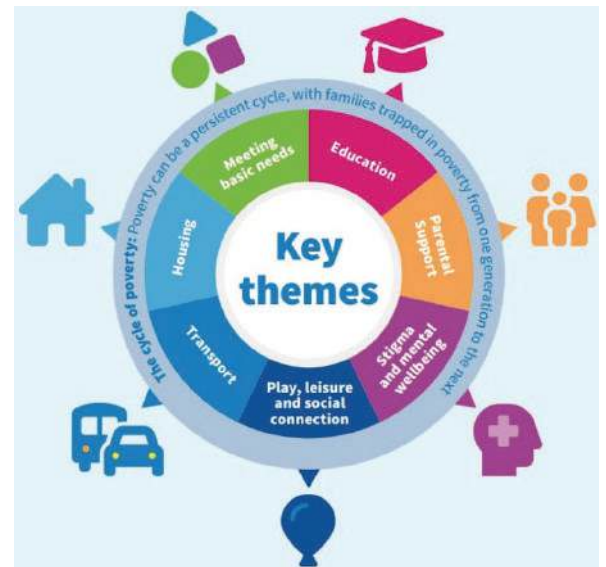 The cycle of poverty: Poverty can be a persistent cycle, with families trapped in poverty from one generation to the next
Meeting
basic needs
Education
Parental
Support
Stigma
and mental
wellbeing
Play, leisure
and social
connection
Transport
Housing
Key
themes